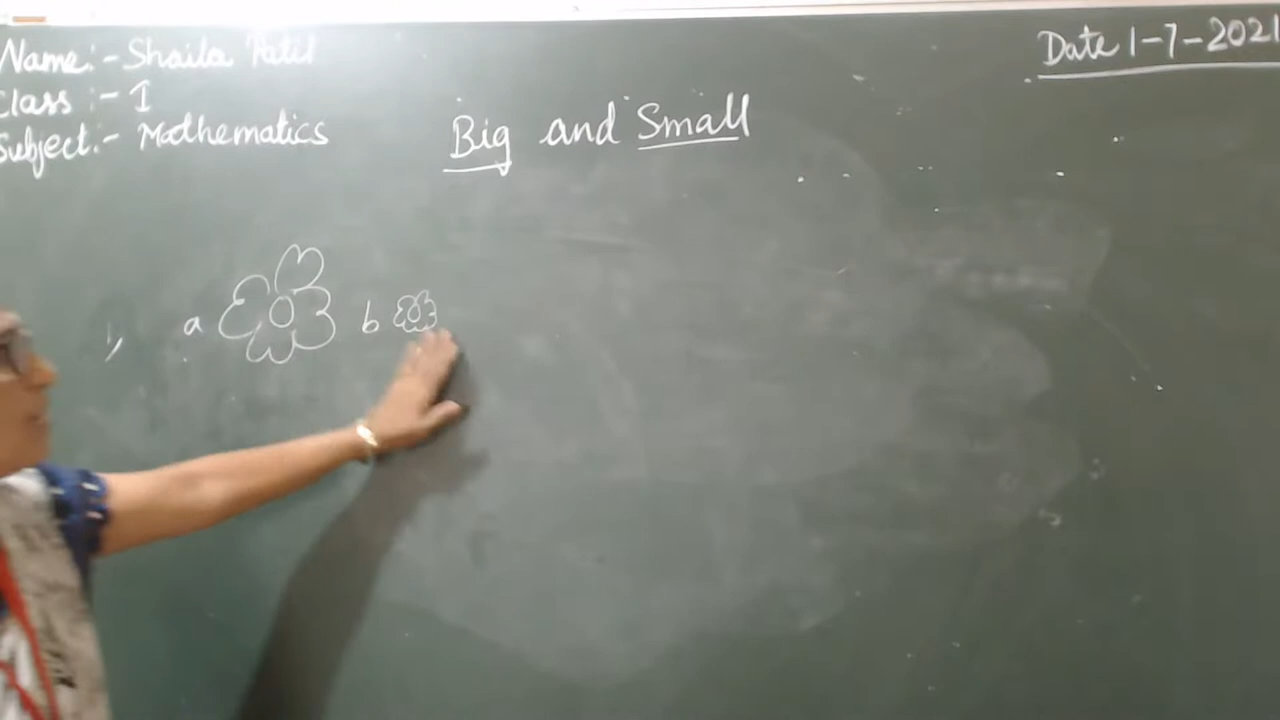 Name:- Shaila Patil
Class :- I
Subject:- Mathematics
Date 1-7-2021
Big and Small
1, a b